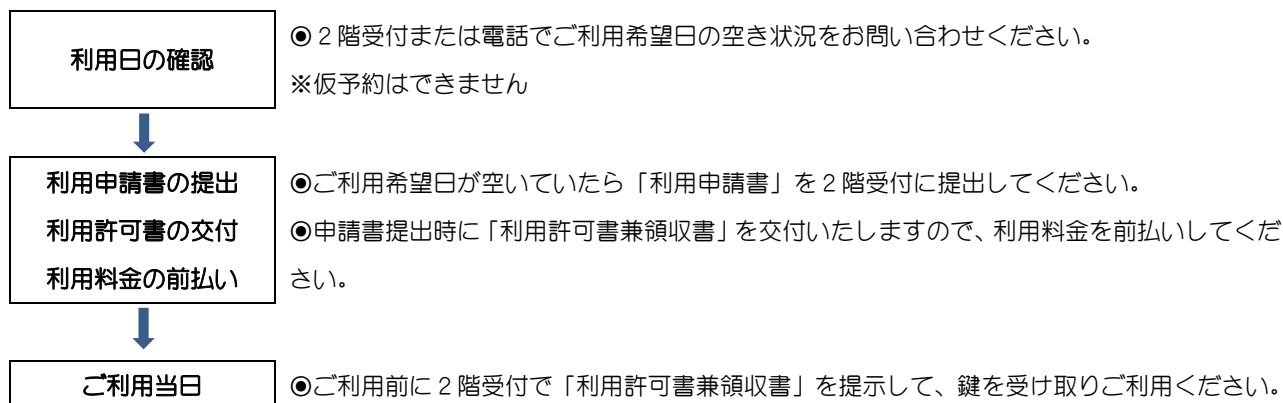 利用日の確認
◉２階受付または電話でご利用希望日の空き状況をお問い合わせください。
※仮予約はできません
利用申請書の提出
利用許可書の交付
利用料金の前払い
◉ご利用希望日が空いていたら「利用申請書」を２階受付に提出してください。
◉申請書提出時に「利用許可書兼領収書」を交付いたしますので、利用料金を前払いしてくだ
さい。
ご利用当日
◉ご利用前に２階受付で「利用許可書兼領収書」を提示して、鍵を受け取りご利用ください。